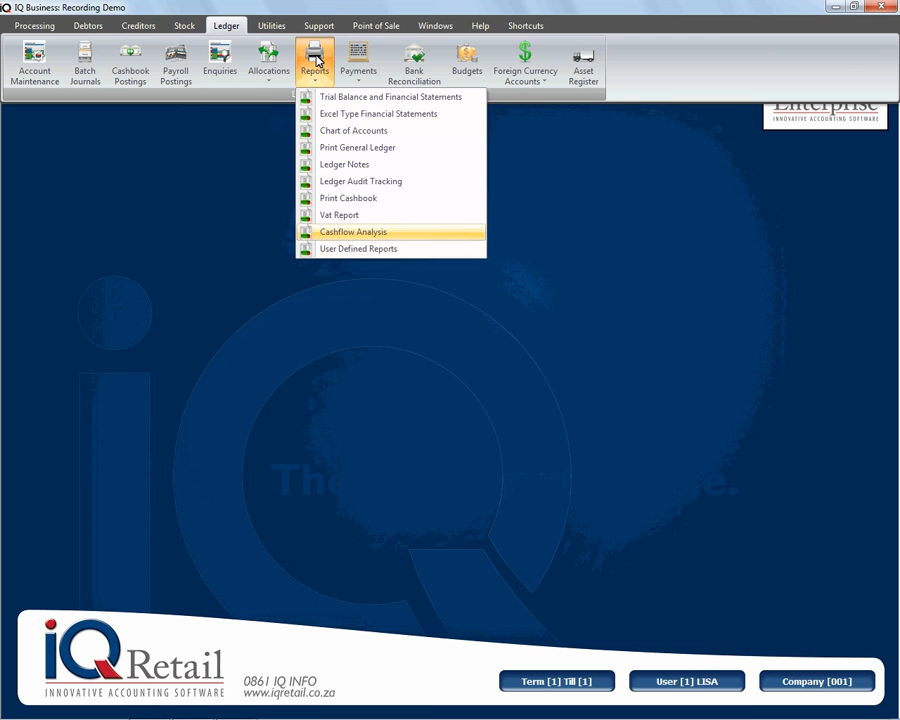 IQ Business: Recording Demo
Processing Debtors Creditors Stock Ledger Utilities Support Point of Sale Windows Help Shortcuts
Account Maintenance
Batch Journals
Cashbook Postings
Payroll Postings
Enquiries
Allocations
Reports
Payments
Bank Reconciliation
Budgets
Foreign Currency Accounts
Asset Register
Trial Balance and Financial Statements
Excel Type Financial Statements
Chart of Accounts
Print General Ledger
Ledger Notes
Ledger Audit Tracking
Print Cashbook
Vat Report
Cashflow Analysis
User Defined Reports
Enterprise
INNOVATIVE ACCOUNTING SOFTWARE
iQ
iQ Retail
INNOVATIVE ACCOUNTING SOFTWARE
0861 IQ INFO
www.iqretail.co.za
Term [1] Till [1]
User [1] LISA
Company [001]